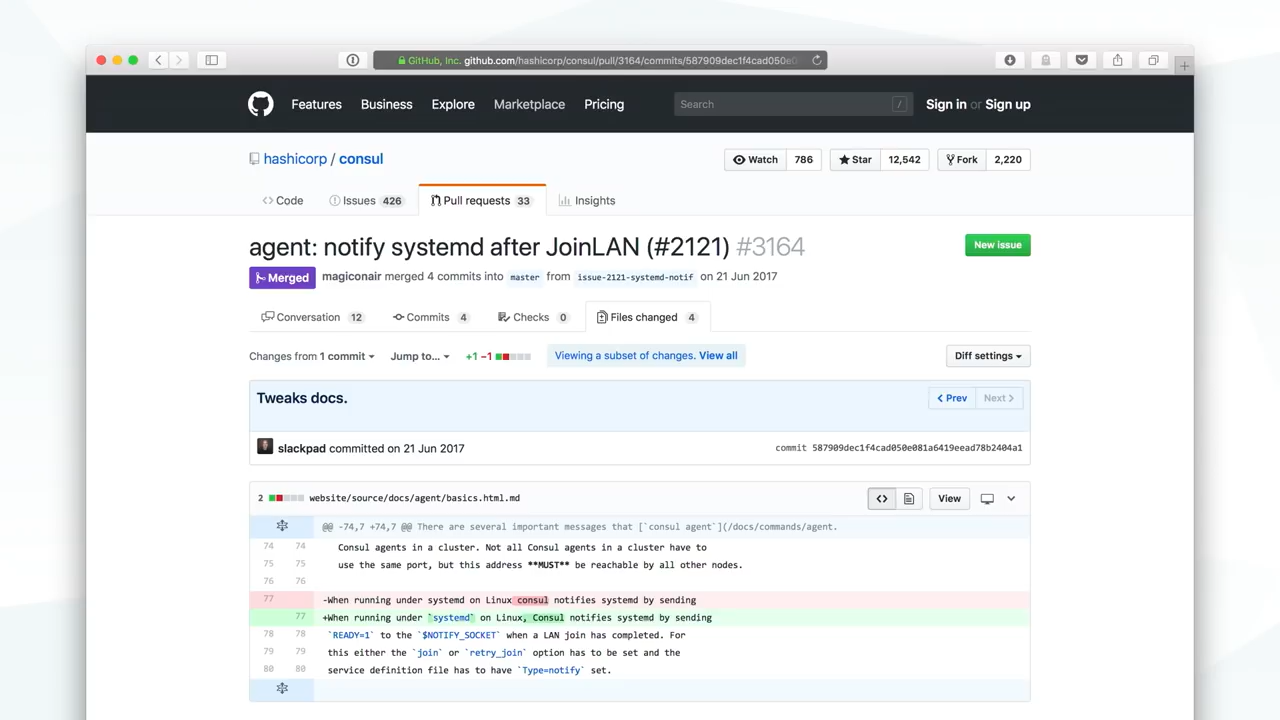 GitHub, Inc. github.com/hashicorp/consul/pull/3164/commits/587909dec1f4cad050e0
Features Business Explore Marketplace Pricing Search / Sign in or Sign up
hashicorp / consul Watch 786 Star 12,542 Fork 2,220
<> Code Issues 426 Pull requests 33 Insights
agent: notify systemd after JoinLAN (#2121) #3164 New issue
Merged magiconair merged 4 commits into master from issue-2121-systemd-notif on 21 Jun 2017
Conversation 12 Commits 4 Checks 0 Files changed 4
Changes from 1 commit Jump to... +1 −1 Viewing a subset of changes. View all Diff settings
Tweaks docs. Prev Next
slackpad committed on 21 Jun 2017 commit 587909dec1f4cad050e081a6419eead78b2404a1
2 website/source/docs/agent/basics.html.md <> View
@@ -74,7 +74,7 @@ There are several important messages that [`consul agent`](/docs/commands/agent.
74 74 Consul agents in a cluster. Not all Consul agents in a cluster have to
75 75 use the same port, but this address **MUST** be reachable by all other nodes.
76 76
77 -When running under systemd on Linux consul notifies systemd by sending
77 +When running under `systemd` on Linux, Consul notifies systemd by sending
78 78 `READY=1` to the `$NOTIFY_SOCKET` when a LAN join has completed. For
79 79 this either the `join` or `retry_join` option has to be set and the
80 80 service definition file has to have `Type=notify` set.